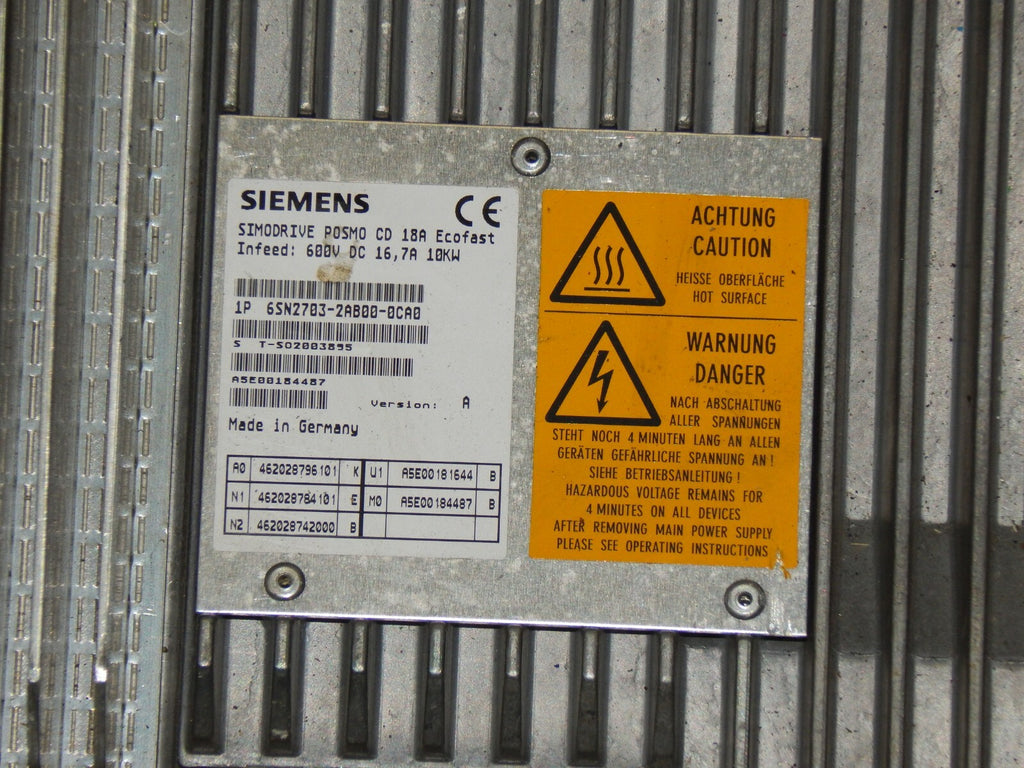 SIEMENS
CE
SIMODRIVE POSMO CD 18A Ecofast
Infeed: 600V DC 16,7A 10KW
1P 6SN2703-2AB00-0CA0
S T-S02003895
A5E00184487
Version: A
Made in Germany
A0 462028796101 K U1 A5E00181644 B
N1 462028784101 E M0 A5E00184487 B
N2 462028742000 B
ACHTUNG
CAUTION
HEISSE OBERFLÄCHE
HOT SURFACE
WARNUNG
DANGER
NACH ABSCHALTUNG
ALLER SPANNUNGEN
STEHT NOCH 4 MINUTEN LANG AN ALLEN
GERÄTEN GEFÄHRLICHE SPANNUNG AN!
SIEHE BETRIEBSANLEITUNG!
HAZARDOUS VOLTAGE REMAINS FOR
4 MINUTES ON ALL DEVICES
AFTER REMOVING MAIN POWER SUPPLY
PLEASE SEE OPERATING INSTRUCTIONS